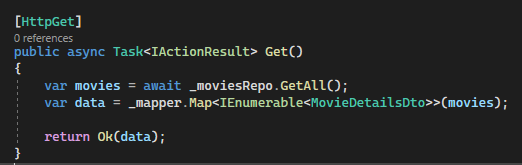 [HttpGet]
0 references
public async Task<IActionResult> Get()
{
var movies = await _moviesRepo.GetAll();
var data = _mapper.Map<IEnumerable<MovieDetailsDto>>(movies);
return Ok(data);
}